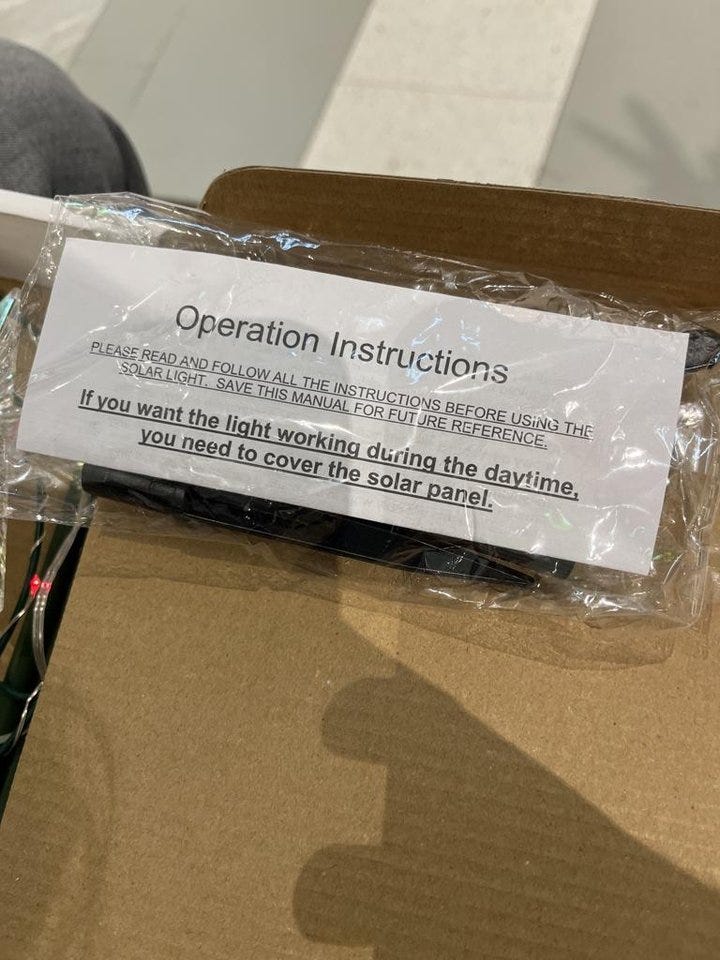 Operation Instructions
PLEASE READ AND FOLLOW ALL THE INSTRUCTIONS BEFORE USING THE
SOLAR LIGHT. SAVE THIS MANUAL FOR FUTURE REFERENCE.
If you want the light working during the daytime,
you need to cover the solar panel.